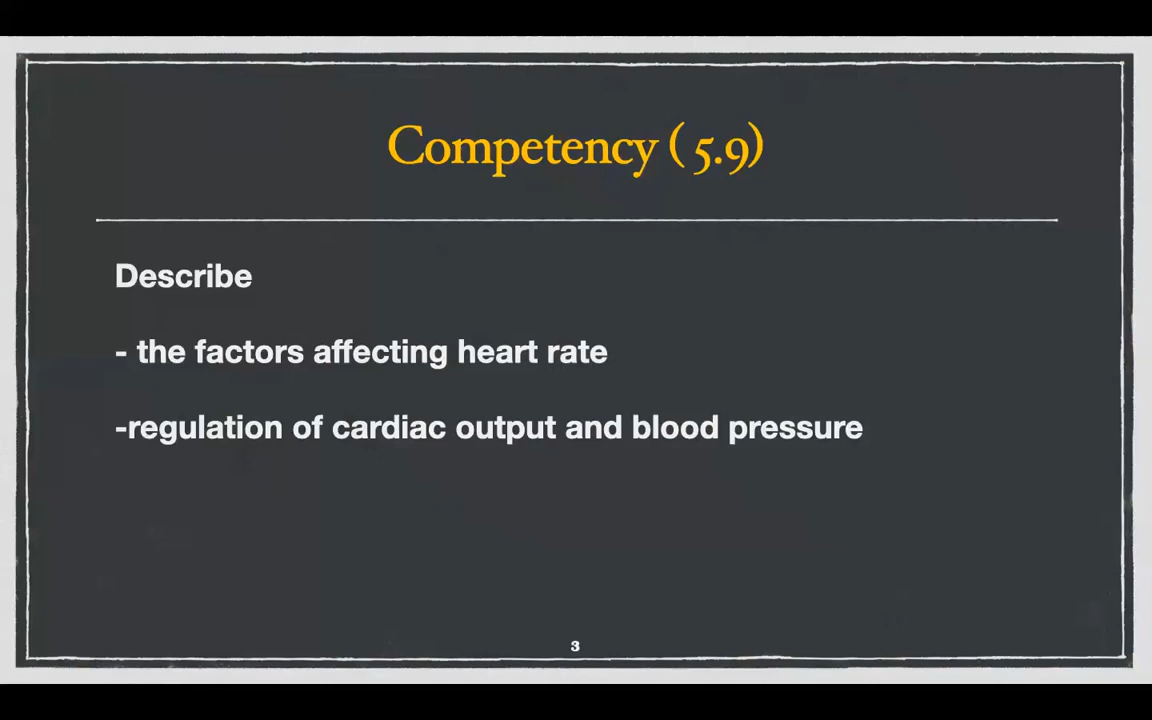 Competency ( 5.9)
Describe
- the factors affecting heart rate
-regulation of cardiac output and blood pressure
3